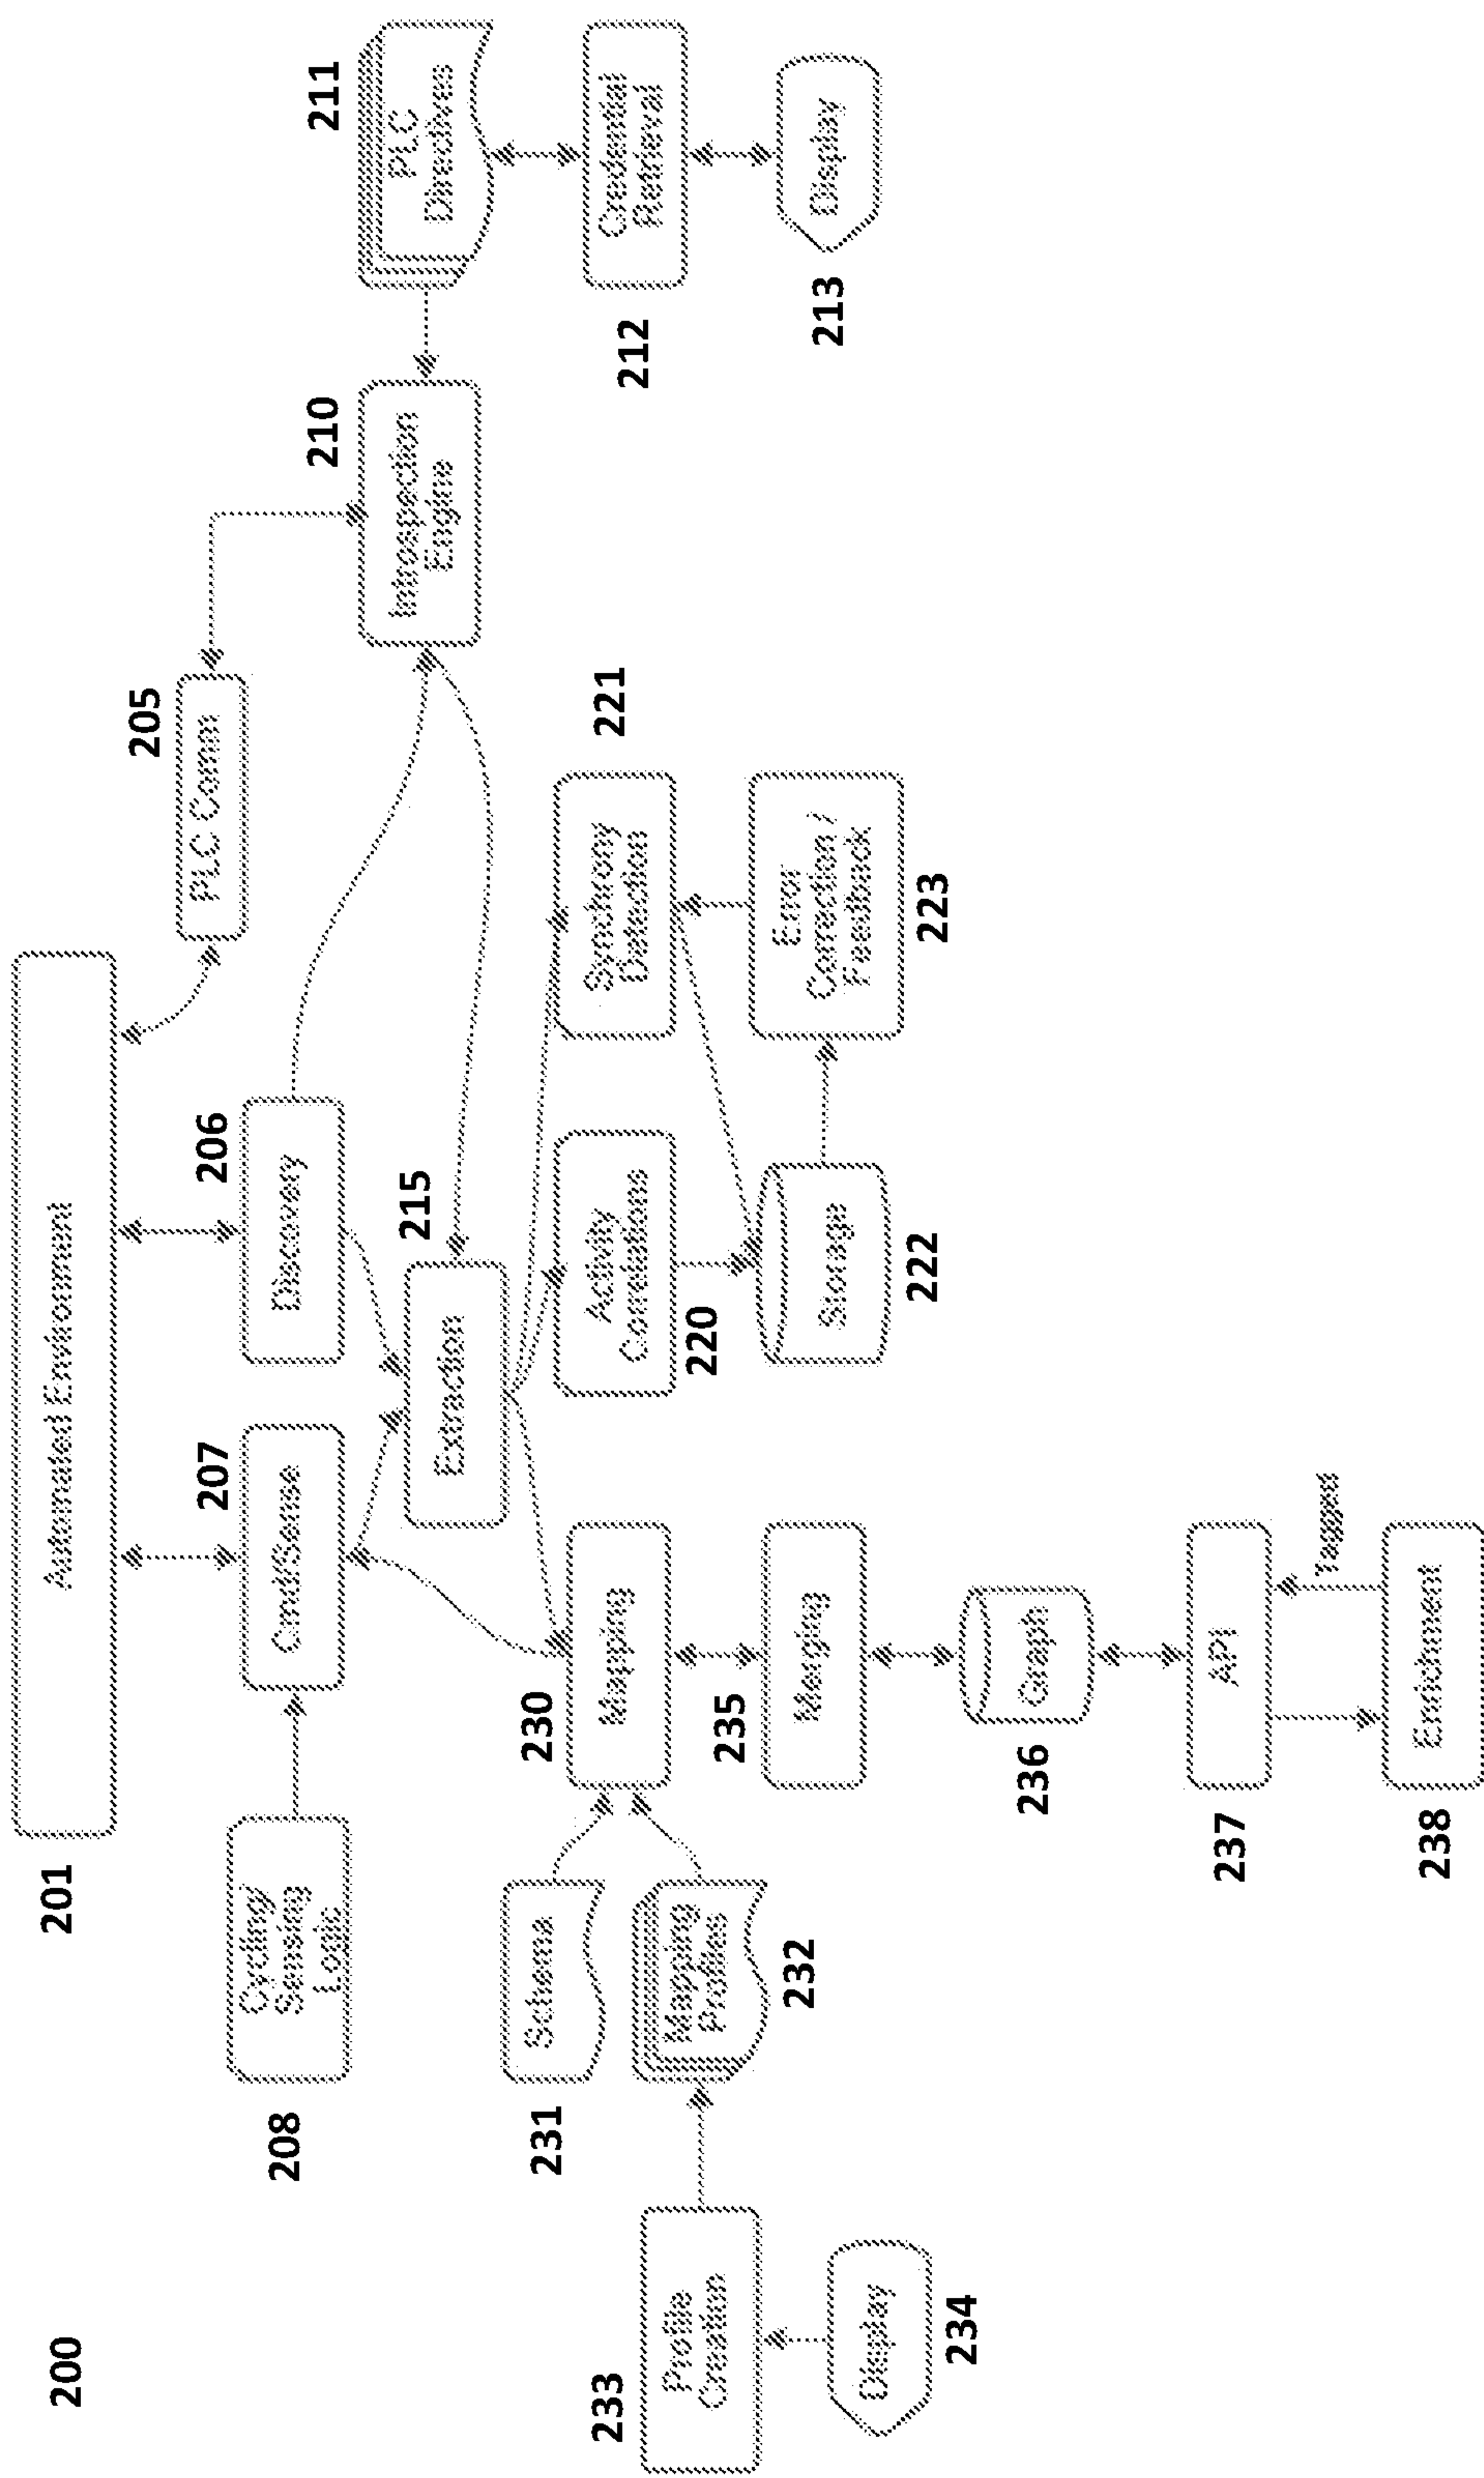 200
201
Automated Environment
205
PLC Comm
206
Discovery
207
Cmd/Sense
208
Cycling/
Sensing
Logic
210
Introspection
Engine
211
PLC
Directives
212
Credential
Retrieval
213
Display
215
Extraction
220
Activity
Correlations
221
Synchrony
Detection
222
Storage
223
Error
Correction /
Feedback
230
Mapping
231
Schema
232
Mapping
Profiles
233
Profile
Creation
234
Display
235
Merging
236
Graph
237
API
Tagged
238
Enrichment